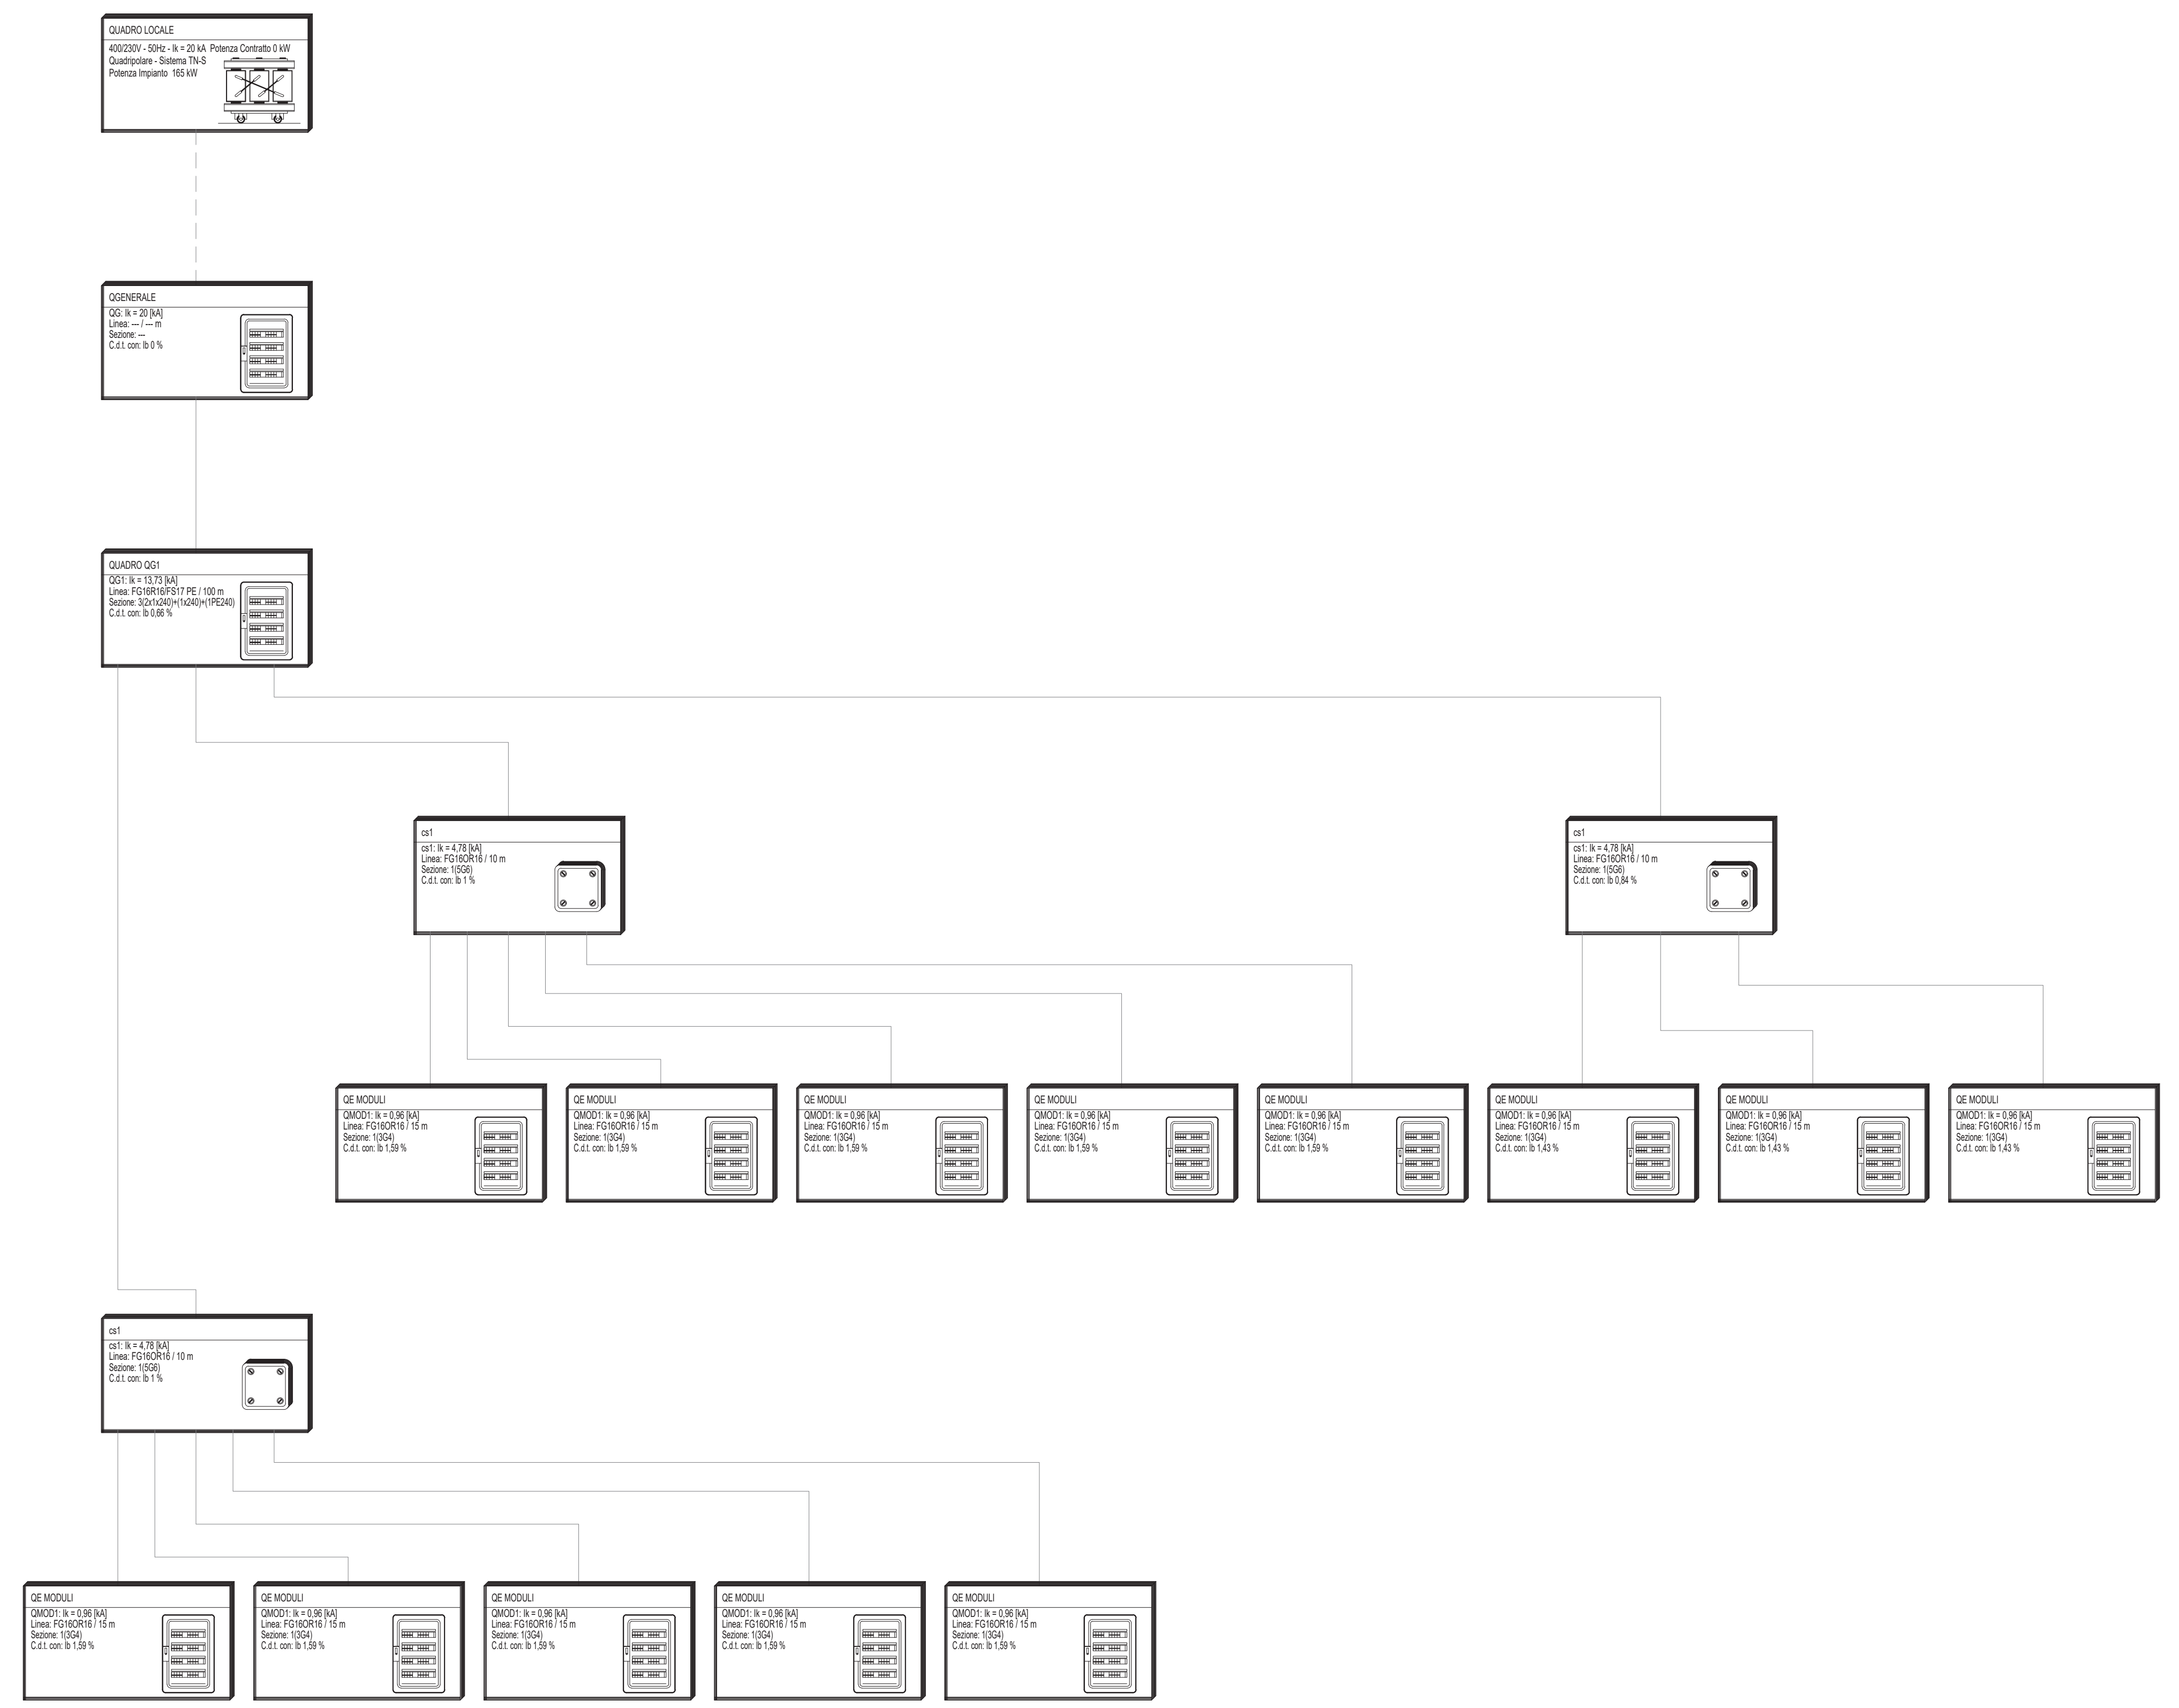 QUADRO LOCALE
400/230V - 50Hz - Ik = 20 kA  Potenza Contratto 0 kW
Quadripolare - Sistema TN-S
Potenza Impianto  165 kW
QGENERALE
QG: Ik = 20 [kA]
Linea: --- / --- m
Sezione: ---
C.d.t. con: Ib 0 %
QUADRO QG1
QG1: Ik = 13,73 [kA]
Linea: FG16R16/FS17 PE / 100 m
Sezione: 3(2x1x240)+(1x240)+(1PE240)
C.d.t. con: Ib 0,66 %
cs1
cs1: Ik = 4,78 [kA]
Linea: FG16OR16 / 10 m
Sezione: 1(5G6)
C.d.t. con: Ib 1 %
cs1
cs1: Ik = 4,78 [kA]
Linea: FG16OR16 / 10 m
Sezione: 1(5G6)
C.d.t. con: Ib 0,84 %
QE MODULI
QMOD1: Ik = 0,96 [kA]
Linea: FG16OR16 / 15 m
Sezione: 1(3G4)
C.d.t. con: Ib 1,59 %
QE MODULI
QMOD1: Ik = 0,96 [kA]
Linea: FG16OR16 / 15 m
Sezione: 1(3G4)
C.d.t. con: Ib 1,59 %
QE MODULI
QMOD1: Ik = 0,96 [kA]
Linea: FG16OR16 / 15 m
Sezione: 1(3G4)
C.d.t. con: Ib 1,59 %
QE MODULI
QMOD1: Ik = 0,96 [kA]
Linea: FG16OR16 / 15 m
Sezione: 1(3G4)
C.d.t. con: Ib 1,59 %
QE MODULI
QMOD1: Ik = 0,96 [kA]
Linea: FG16OR16 / 15 m
Sezione: 1(3G4)
C.d.t. con: Ib 1,59 %
QE MODULI
QMOD1: Ik = 0,96 [kA]
Linea: FG16OR16 / 15 m
Sezione: 1(3G4)
C.d.t. con: Ib 1,43 %
QE MODULI
QMOD1: Ik = 0,96 [kA]
Linea: FG16OR16 / 15 m
Sezione: 1(3G4)
C.d.t. con: Ib 1,43 %
QE MODULI
QMOD1: Ik = 0,96 [kA]
Linea: FG16OR16 / 15 m
Sezione: 1(3G4)
C.d.t. con: Ib 1,43 %
cs1
cs1: Ik = 4,78 [kA]
Linea: FG16OR16 / 10 m
Sezione: 1(5G6)
C.d.t. con: Ib 1 %
QE MODULI
QMOD1: Ik = 0,96 [kA]
Linea: FG16OR16 / 15 m
Sezione: 1(3G4)
C.d.t. con: Ib 1,59 %
QE MODULI
QMOD1: Ik = 0,96 [kA]
Linea: FG16OR16 / 15 m
Sezione: 1(3G4)
C.d.t. con: Ib 1,59 %
QE MODULI
QMOD1: Ik = 0,96 [kA]
Linea: FG16OR16 / 15 m
Sezione: 1(3G4)
C.d.t. con: Ib 1,59 %
QE MODULI
QMOD1: Ik = 0,96 [kA]
Linea: FG16OR16 / 15 m
Sezione: 1(3G4)
C.d.t. con: Ib 1,59 %
QE MODULI
QMOD1: Ik = 0,96 [kA]
Linea: FG16OR16 / 15 m
Sezione: 1(3G4)
C.d.t. con: Ib 1,59 %